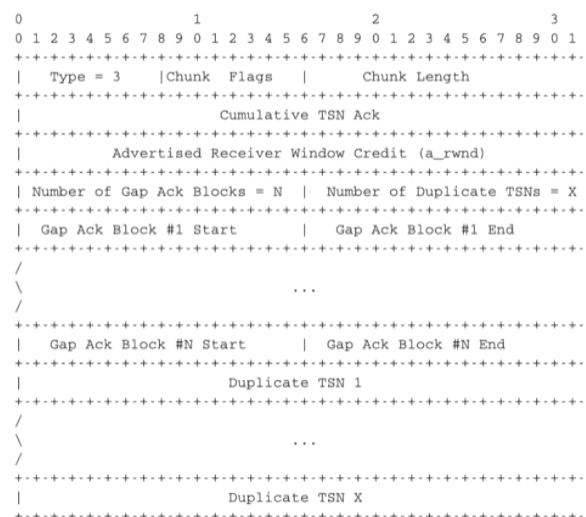 0                   1                   2                   3
0 1 2 3 4 5 6 7 8 9 0 1 2 3 4 5 6 7 8 9 0 1 2 3 4 5 6 7 8 9 0 1
+-+-+-+-+-+-+-+-+-+-+-+-+-+-+-+-+-+-+-+-+-+-+-+-+-+-+-+-+-+-+-+-
|   Type = 3    |Chunk  Flags   |      Chunk Length
+-+-+-+-+-+-+-+-+-+-+-+-+-+-+-+-+-+-+-+-+-+-+-+-+-+-+-+-+-+-+-+-
|                      Cumulative TSN Ack
+-+-+-+-+-+-+-+-+-+-+-+-+-+-+-+-+-+-+-+-+-+-+-+-+-+-+-+-+-+-+-+-
|          Advertised Receiver Window Credit (a_rwnd)
+-+-+-+-+-+-+-+-+-+-+-+-+-+-+-+-+-+-+-+-+-+-+-+-+-+-+-+-+-+-+-+-
| Number of Gap Ack Blocks = N  |  Number of Duplicate TSNs = X
+-+-+-+-+-+-+-+-+-+-+-+-+-+-+-+-+-+-+-+-+-+-+-+-+-+-+-+-+-+-+-+-
|  Gap Ack Block #1 Start       |   Gap Ack Block #1 End
+-+-+-+-+-+-+-+-+-+-+-+-+-+-+-+-+-+-+-+-+-+-+-+-+-+-+-+-+-+-+-+-
/
\                              ...
/
+-+-+-+-+-+-+-+-+-+-+-+-+-+-+-+-+-+-+-+-+-+-+-+-+-+-+-+-+-+-+-+-
|   Gap Ack Block #N Start      |  Gap Ack Block #N End
+-+-+-+-+-+-+-+-+-+-+-+-+-+-+-+-+-+-+-+-+-+-+-+-+-+-+-+-+-+-+-+-
|                       Duplicate TSN 1
+-+-+-+-+-+-+-+-+-+-+-+-+-+-+-+-+-+-+-+-+-+-+-+-+-+-+-+-+-+-+-+-
/
\                              ...
/
+-+-+-+-+-+-+-+-+-+-+-+-+-+-+-+-+-+-+-+-+-+-+-+-+-+-+-+-+-+-+-+-
|                       Duplicate TSN X
+-+-+-+-+-+-+-+-+-+-+-+-+-+-+-+-+-+-+-+-+-+-+-+-+-+-+-+-+-+-+-+-